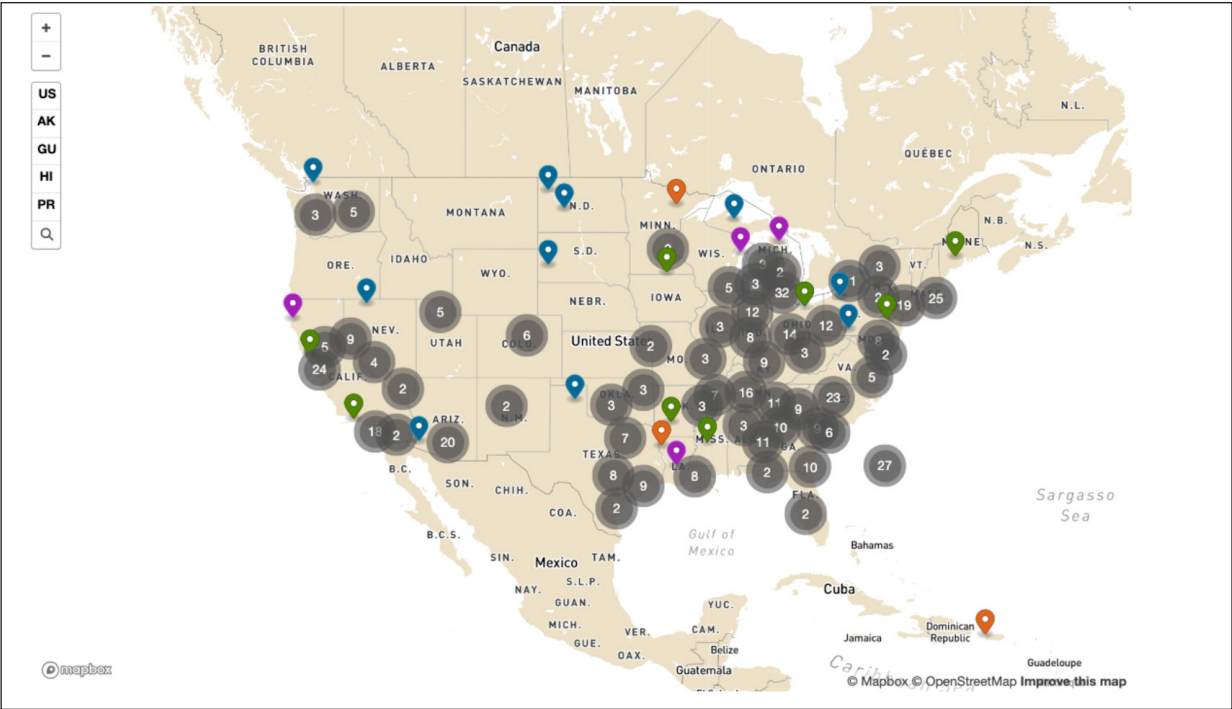 +
−
US
AK
GU
HI
PR
Canada
BRITISH
COLUMBIA
ALBERTA
SASKATCHEWAN
MANITOBA
ONTARIO
QUÉBEC
N.L.
N.B.
N.S.
WASH.
3
5
MONTANA
N.D.
MINN.
ORE.
IDAHO
WYO.
S.D.
WIS.
MICH.
VT.
3
2
5
3
32
19
25
NEBR.
IOWA
5
NEV.
UTAH
6
United States
2
MO.
12
3
8
14
12
3
9
3
5
9
24
CALIF.
4
2
VA.
8
2
5
ARIZ.
2
N.M.
OKLA.
3
3
3
16
11
9
23
18
2
20
7
TEXAS
MISS.
3
10
11
GA
6
8
9
2
LA.
8
2
10
27
FLA.
2
B.C.
SON.
CHIH.
COA.
B.C.S.
SIN.
Mexico
TAM.
NAY.
S.L.P.
GUAN.
MICH.
GUE.
VER.
OAX.
YUC.
CAM.
Belize
Guatemala
Gulf of
Mexico
Bahamas
Sargasso
Sea
Cuba
Jamaica
Dominican
Republic
Guadeloupe
mapbox
© Mapbox © OpenStreetMap Improve this map